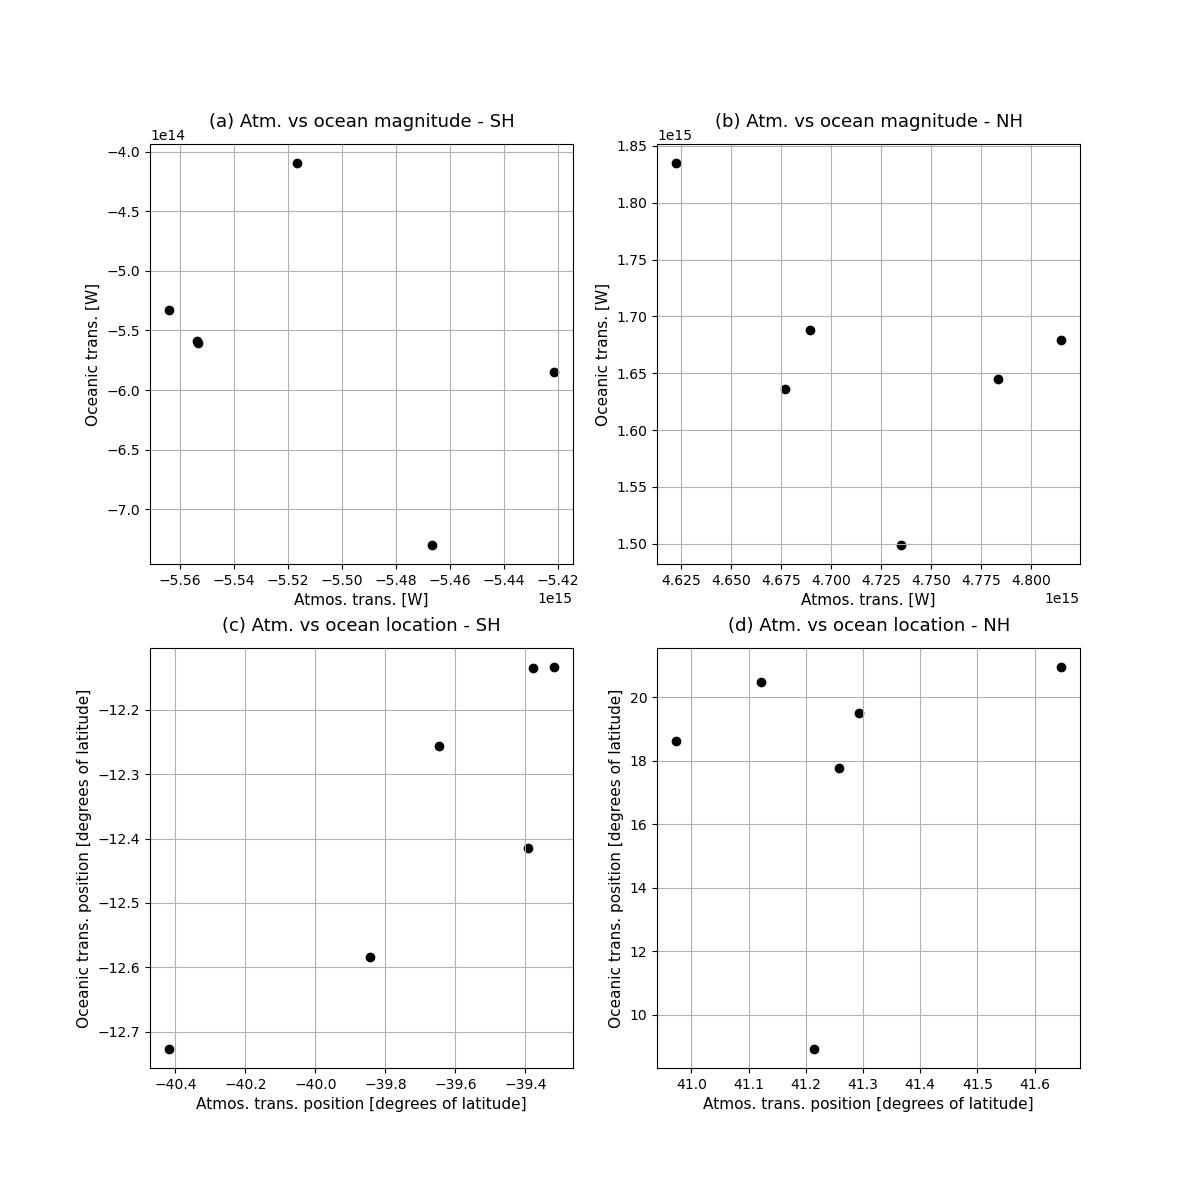 (a) Atm. vs ocean magnitude - SH
1e14
−4.0
−4.5
−5.0
−5.5
−6.0
−6.5
−7.0
Oceanic trans. [W]
−5.56 −5.54 −5.52 −5.50 −5.48 −5.46 −5.44 −5.42
Atmos. trans. [W]
1e15
(b) Atm. vs ocean magnitude - NH
1e15
1.85
1.80
1.75
1.70
1.65
1.60
1.55
1.50
Oceanic trans. [W]
4.625 4.650 4.675 4.700 4.725 4.750 4.775 4.800
Atmos. trans. [W]
1e15
(c) Atm. vs ocean location - SH
−12.2
−12.3
−12.4
−12.5
−12.6
−12.7
Oceanic trans. position [degrees of latitude]
−40.4 −40.2 −40.0 −39.8 −39.6 −39.4
Atmos. trans. position [degrees of latitude]
(d) Atm. vs ocean location - NH
20
18
16
14
12
10
Oceanic trans. position [degrees of latitude]
41.0 41.1 41.2 41.3 41.4 41.5 41.6
Atmos. trans. position [degrees of latitude]